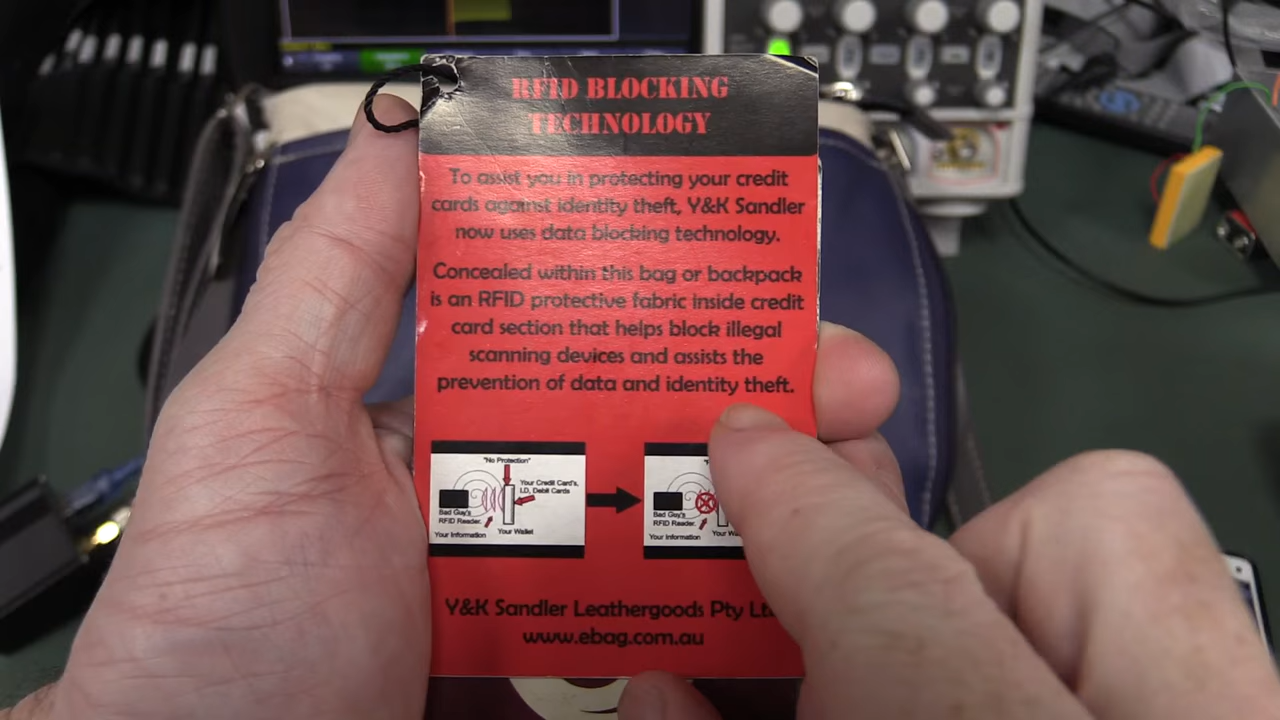 RFID BLOCKING
TECHNOLOGY
To assist you in protecting your credit
cards against identity theft, Y&K Sandler
now uses data blocking technology.
Concealed within this bag or backpack
is an RFID protective fabric inside credit
card section that helps block illegal
scanning devices and assists the
prevention of data and identity theft.
"No Protection"
Your Credit Card's,
I.D, Debit Cards
Bad Guy's
RFID Reader.
Your Wallet
Your Information
Bad Guy's
RFID Reader.
Your
Your Information
Y&K Sandler Leathergoods Pty
www.ebag.com.au